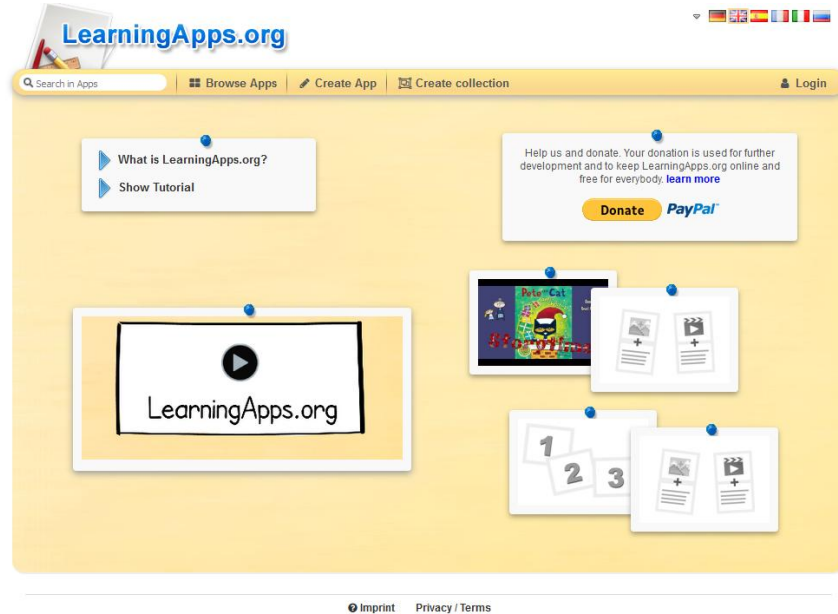 LearningApps.org
Search in Apps
Browse Apps
Create App
Create collection
Login
What is LearningApps.org?
Show Tutorial
Help us and donate. Your donation is used for further
development and to keep LearningApps.org online and
free for everybody. learn more
Donate PayPal
Pete the Cat
Storytime
LearningApps.org
1
2
3
Imprint Privacy / Terms